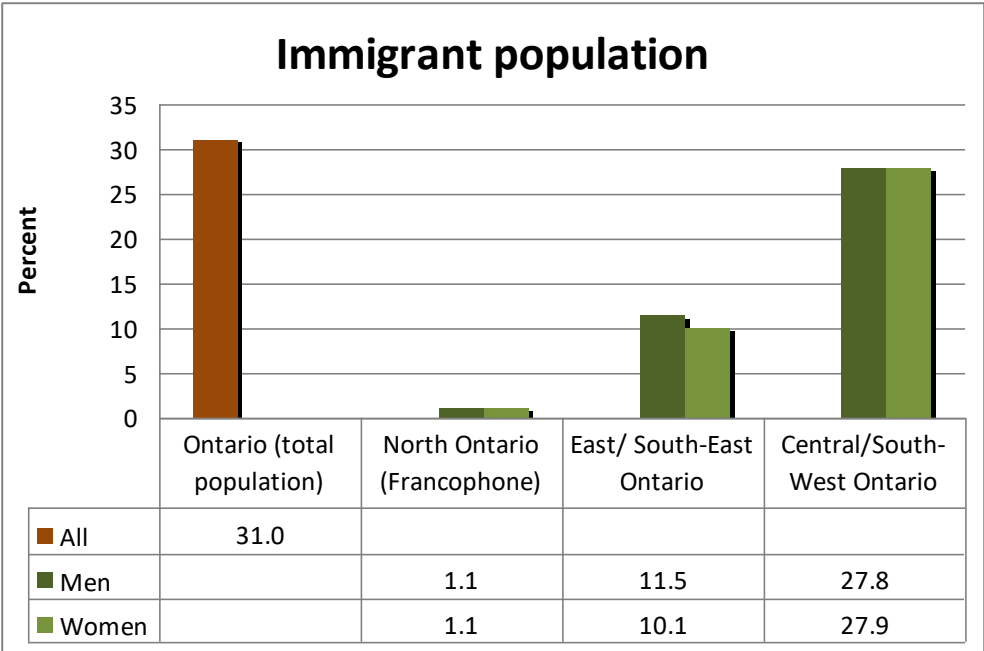 Immigrant population
Percent
35
30
25
20
15
10
5
0
Ontario (total population)
North Ontario (Francophone)
East/ South-East Ontario
Central/South-West Ontario
All 31.0
Men 1.1 11.5 27.8
Women 1.1 10.1 27.9